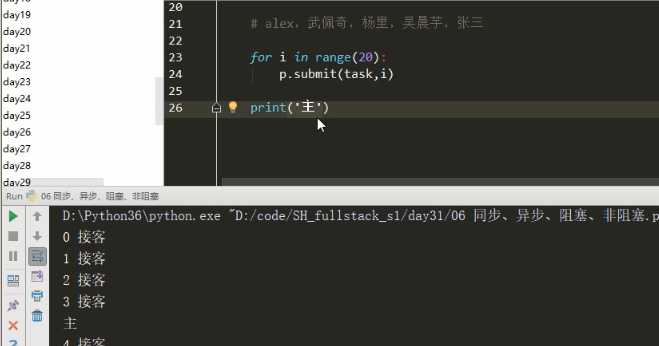 day19
day20
day21
day22
day23
day24
day25
day26
day27
day28
day29
20
21 # alex，武佩奇，杨里，吴晨芋，张三
22
23 for i in range(20):
24 p.submit(task,i)
25
26 print('主')
Run 06 同步、异步、阻塞、非阻塞
D:\Python36\python.exe "D:/code/SH_fullstack_s1/day31/06 同步、异步、阻塞、非阻塞.p
0 接客
1 接客
2 接客
3 接客
主
4 接客